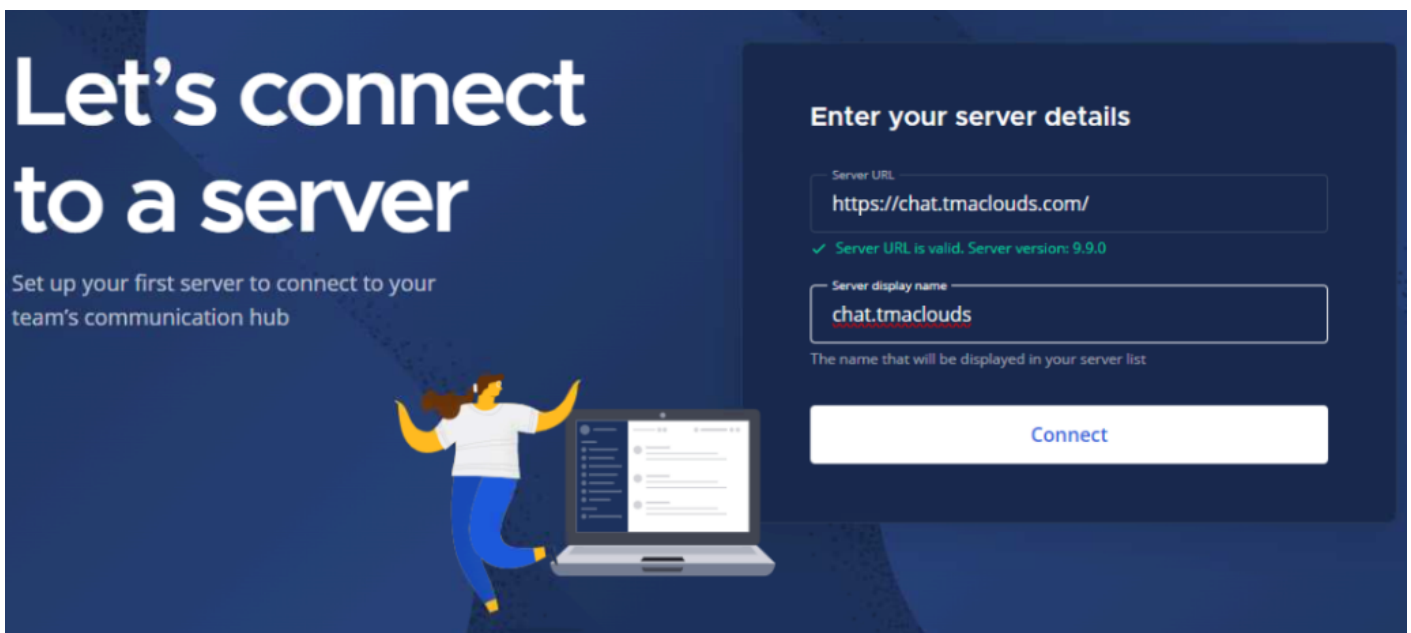 Let's connect
to a server
Set up your first server to connect to your
team's communication hub
Enter your server details
Server URL
https://chat.tmaclouds.com/
Server URL is valid. Server version: 9.9.0
Server display name
chat.tmaclouds
The name that will be displayed in your server list
Connect